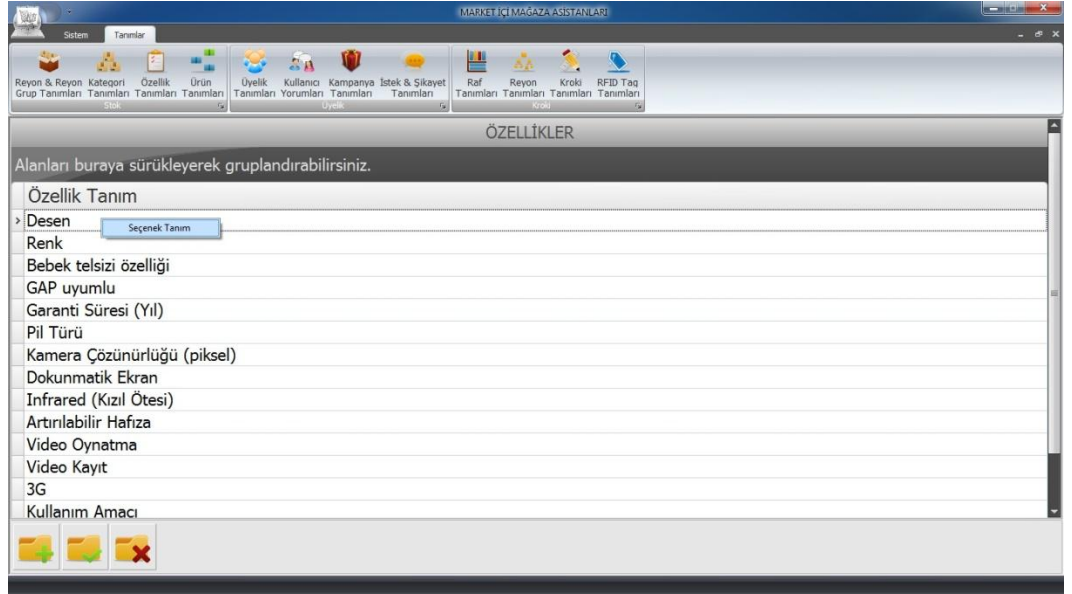 MARKET İÇİ MAĞAZA ASİSTANLARI
Sistem Tanımlar
Reyon & Reyon Grup Tanımları
Kategori Tanımları
Özellik Tanımları
Ürün Tanımları
Stok
Üyelik Tanımları
Kullanıcı Yorumları
Kampanya Tanımları
İstek & Şikayet Tanımları
Üyelik
Raf Tanımları
Reyon Tanımları
Kroki Tanımları
RFID Tag Tanımları
Kroki
ÖZELLİKLER
Alanları buraya sürükleyerek gruplandırabilirsiniz.
Özellik Tanım
Desen
Seçenek Tanım
Renk
Bebek telsizi özelliği
GAP uyumlu
Garanti Süresi (Yıl)
Pil Türü
Kamera Çözünürlüğü (piksel)
Dokunmatik Ekran
Infrared (Kızıl Ötesi)
Artırılabilir Hafıza
Video Oynatma
Video Kayıt
3G
Kullanım Amacı